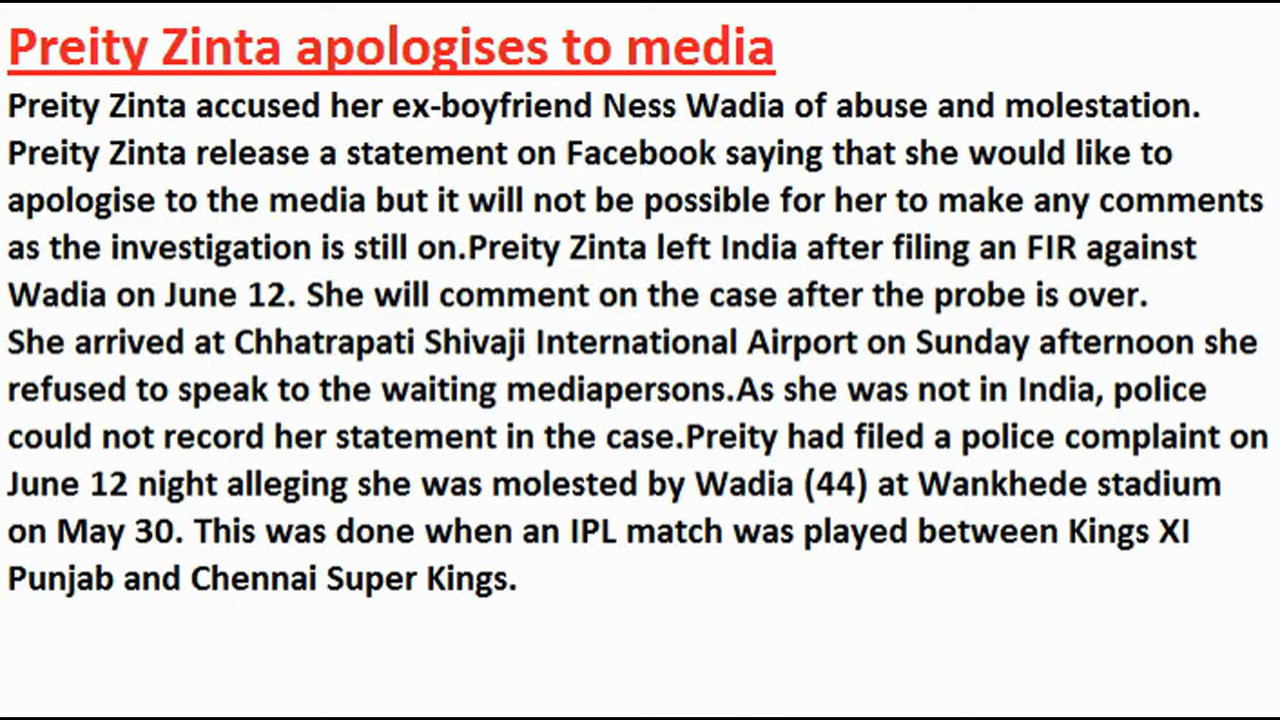 Preity Zinta apologises to media
Preity Zinta accused her ex-boyfriend Ness Wadia of abuse and molestation.
Preity Zinta release a statement on Facebook saying that she would like to
apologise to the media but it will not be possible for her to make any comments
as the investigation is still on.Preity Zinta left India after filing an FIR against
Wadia on June 12. She will comment on the case after the probe is over.
She arrived at Chhatrapati Shivaji International Airport on Sunday afternoon she
refused to speak to the waiting mediapersons.As she was not in India, police
could not record her statement in the case.Preity had filed a police complaint on
June 12 night alleging she was molested by Wadia (44) at Wankhede stadium
on May 30. This was done when an IPL match was played between Kings XI
Punjab and Chennai Super Kings.